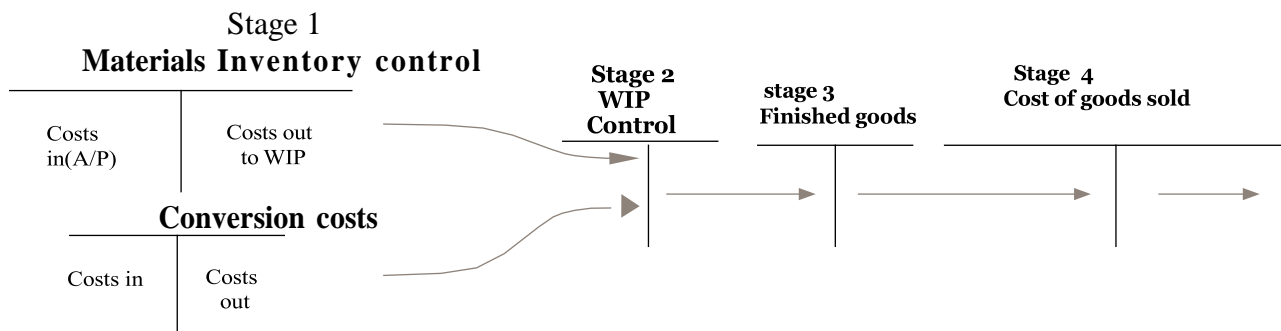 Stage 1
Materials Inventory control
Costs
in(A/P)
Costs out
to WIP
Conversion costs
Costs in
Costs
out
Stage 2
WIP
Control
stage 3
Finished goods
Stage 4
Cost of goods sold